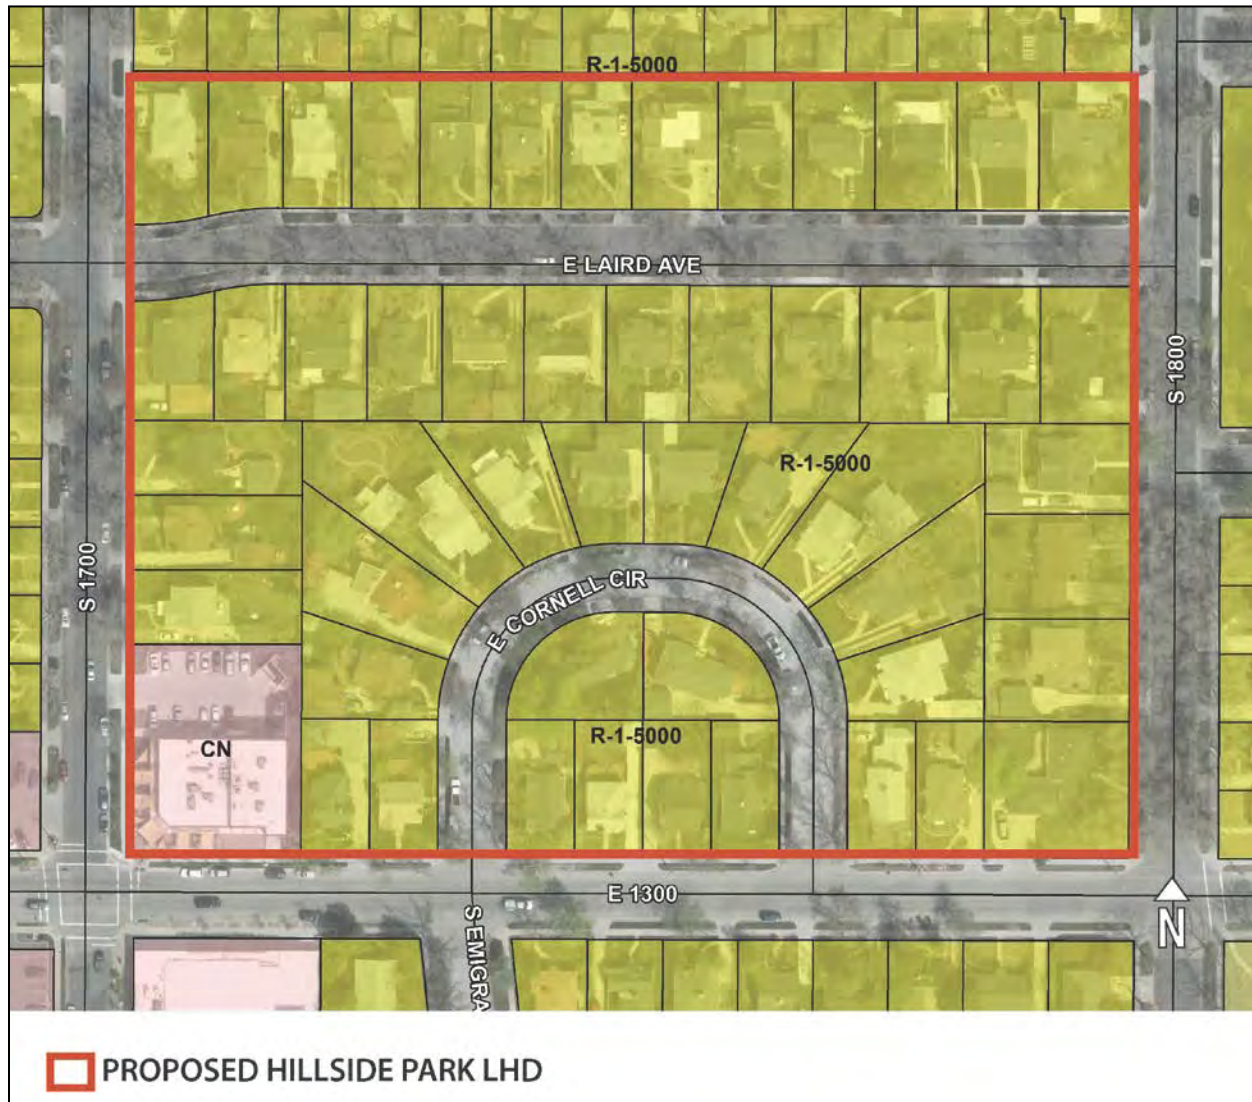 R-1-5000
E LAIRD AVE
S 1800
R-1-5000
S 1700
E CORNELL CIR
R-1-5000
CN
E 1300
S EMIGRA
N
PROPOSED HILLSIDE PARK LHD